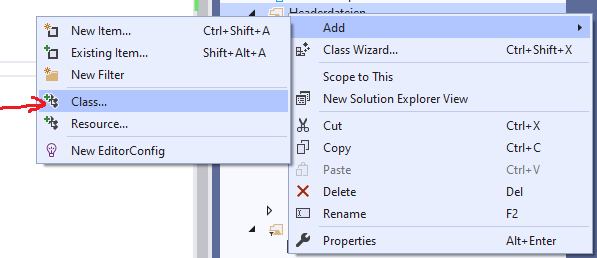 Headerdateien
New Item... Ctrl+Shift+A
Existing Item... Shift+Alt+A
New Filter
Class...
Resource...
New EditorConfig
Add
Class Wizard... Ctrl+Shift+X
Scope to This
New Solution Explorer View
Cut Ctrl+X
Copy Ctrl+C
Paste Ctrl+V
Delete Del
Rename F2
Properties Alt+Enter